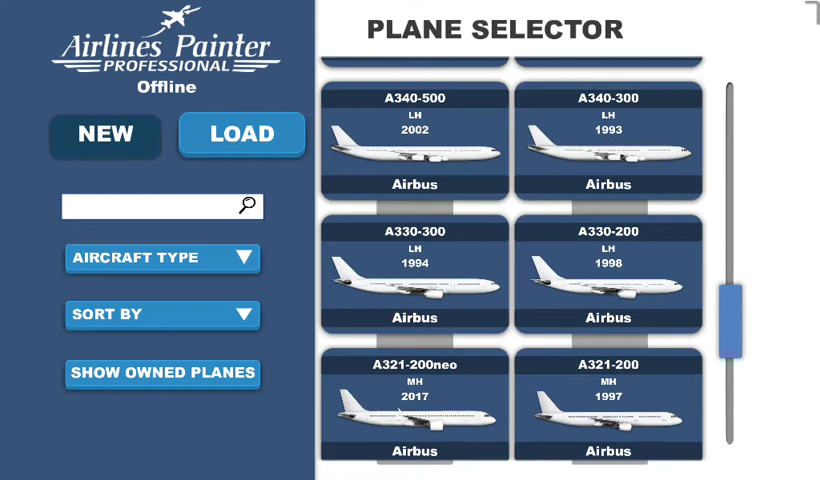 Airlines Painter
PROFESSIONAL
Offline
NEW
LOAD
AIRCRAFT TYPE
SORT BY
SHOW OWNED PLANES
PLANE SELECTOR
A340-500
LH
2002
Airbus
A340-300
LH
1993
Airbus
A330-300
LH
1994
Airbus
A330-200
LH
1998
Airbus
A321-200neo
MH
2017
Airbus
A321-200
MH
1997
Airbus